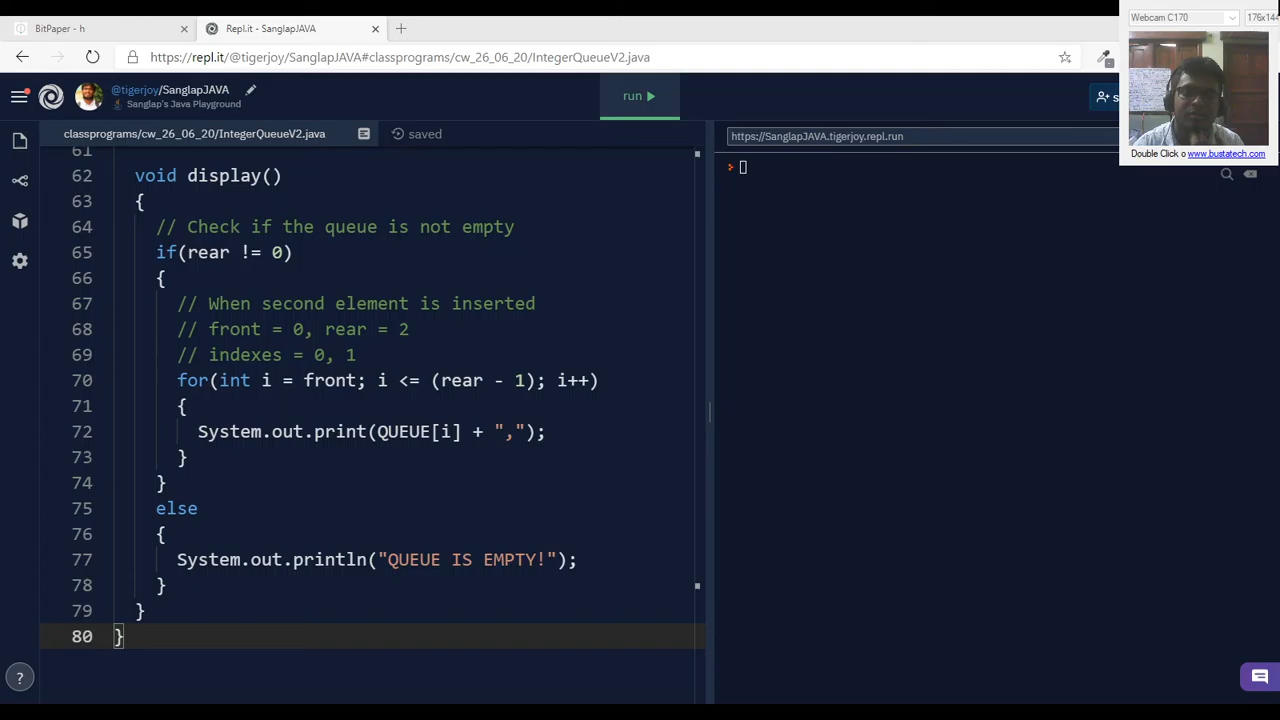 BitPaper - h
Repl.it - SanglapJAVA
https://repl.it/@tigerjoy/SanglapJAVA#classprograms/cw_26_06_20/IntegerQueueV2.java
@tigerjoy/SanglapJAVA
Sanglap's Java Playground
run
Webcam C170
176x144
Double Click o www.bustatech.com
classprograms/cw_26_06_20/IntegerQueueV2.java
saved
https://SanglapJAVA.tigerjoy.repl.run
61
62 void display()
63 {
64 // Check if the queue is not empty
65 if(rear != 0)
66 {
67 // When second element is inserted
68 // front = 0, rear = 2
69 // indexes = 0, 1
70 for(int i = front; i <= (rear - 1); i++)
71 {
72 System.out.print(QUEUE[i] + ",");
73 }
74 }
75 else
76 {
77 System.out.println("QUEUE IS EMPTY!");
78 }
79 }
80 }
>
?